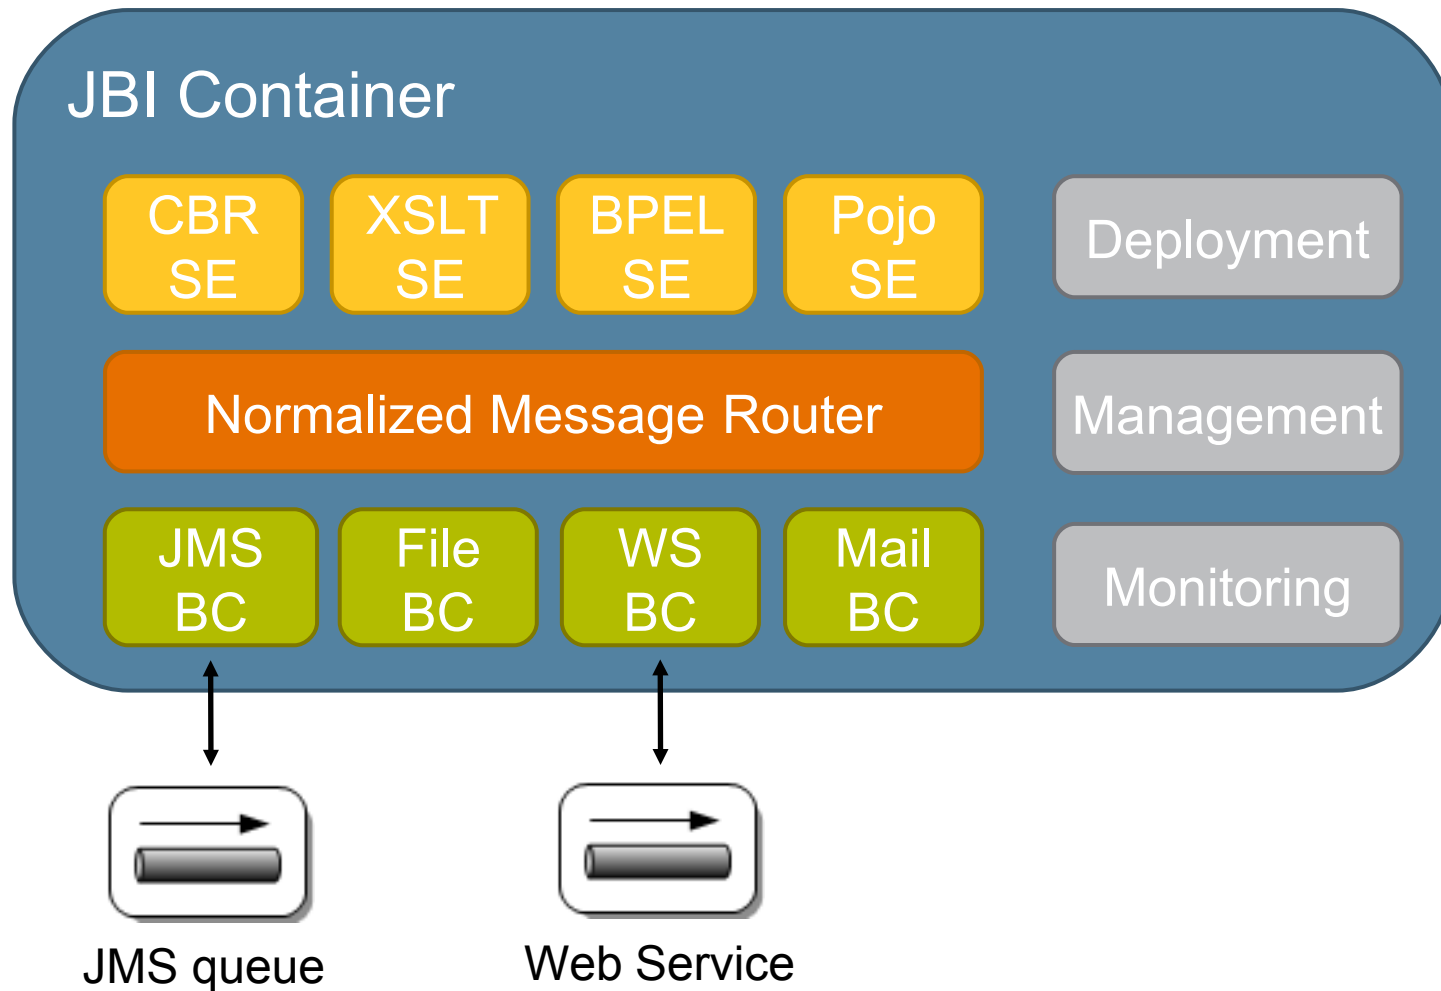 JBI Container
CBR
SE
XSLT
SE
BPEL
SE
Pojo
SE
Deployment
Normalized Message Router
Management
JMS
BC
File
BC
WS
BC
Mail
BC
Monitoring
JMS queue
Web Service